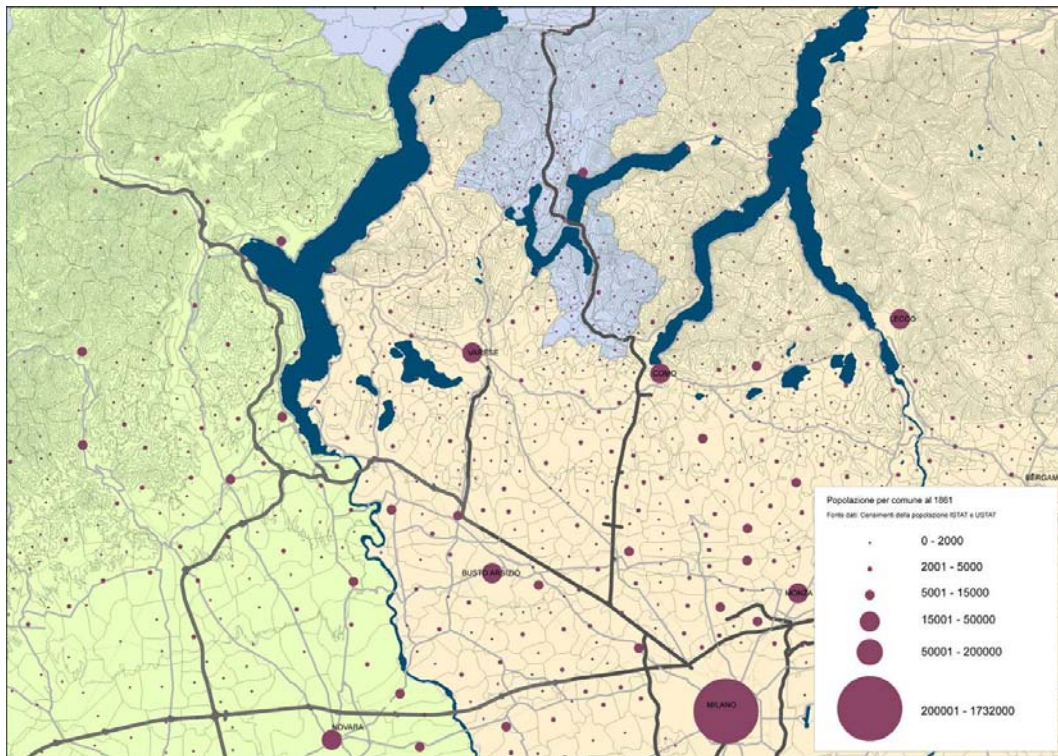 VARESE
COMO
LECCO
BERGAM
BUSTO ARSIZIO
MONZA
NOVARA
MILANO
Popolazione per comune al 1861
Fonte dati: Censimenti della popolazione ISTAT e USTAT
0 - 2000
2001 - 5000
5001 - 15000
15001 - 50000
50001 - 200000
200001 - 1732000